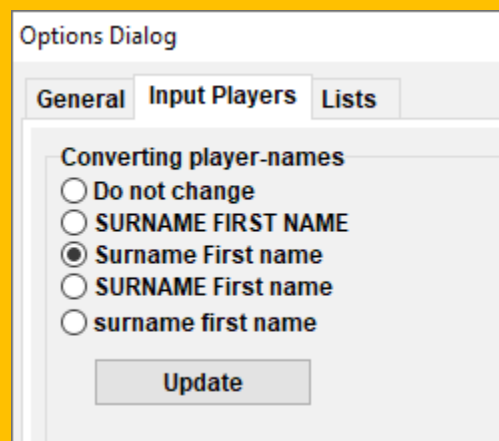 Options Dialog
General Input Players Lists
Converting player-names
Do not change
SURNAME FIRST NAME
Surname First name
SURNAME First name
surname first name
Update